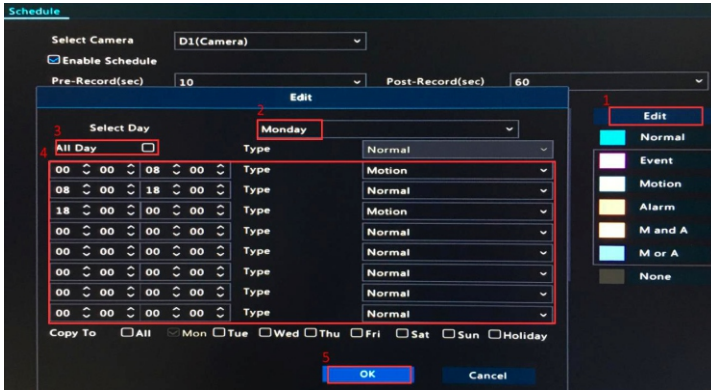 Schedule
Select Camera D1(Camera)
Enable Schedule
Pre-Record(sec) 10 Post-Record(sec) 60
Edit
1
Edit
2
Select Day Monday
3
All Day Type Normal
4
00 00 08 00 Type Motion
08 00 18 00 Type Normal
18 00 00 00 Type Motion
00 00 00 00 Type Normal
00 00 00 00 Type Normal
00 00 00 00 Type Normal
00 00 00 00 Type Normal
00 00 00 00 Type Normal
Copy To All Mon Tue Wed Thu Fri Sat Sun Holiday
5
OK Cancel
Normal
Event
Motion
Alarm
M and A
M or A
None